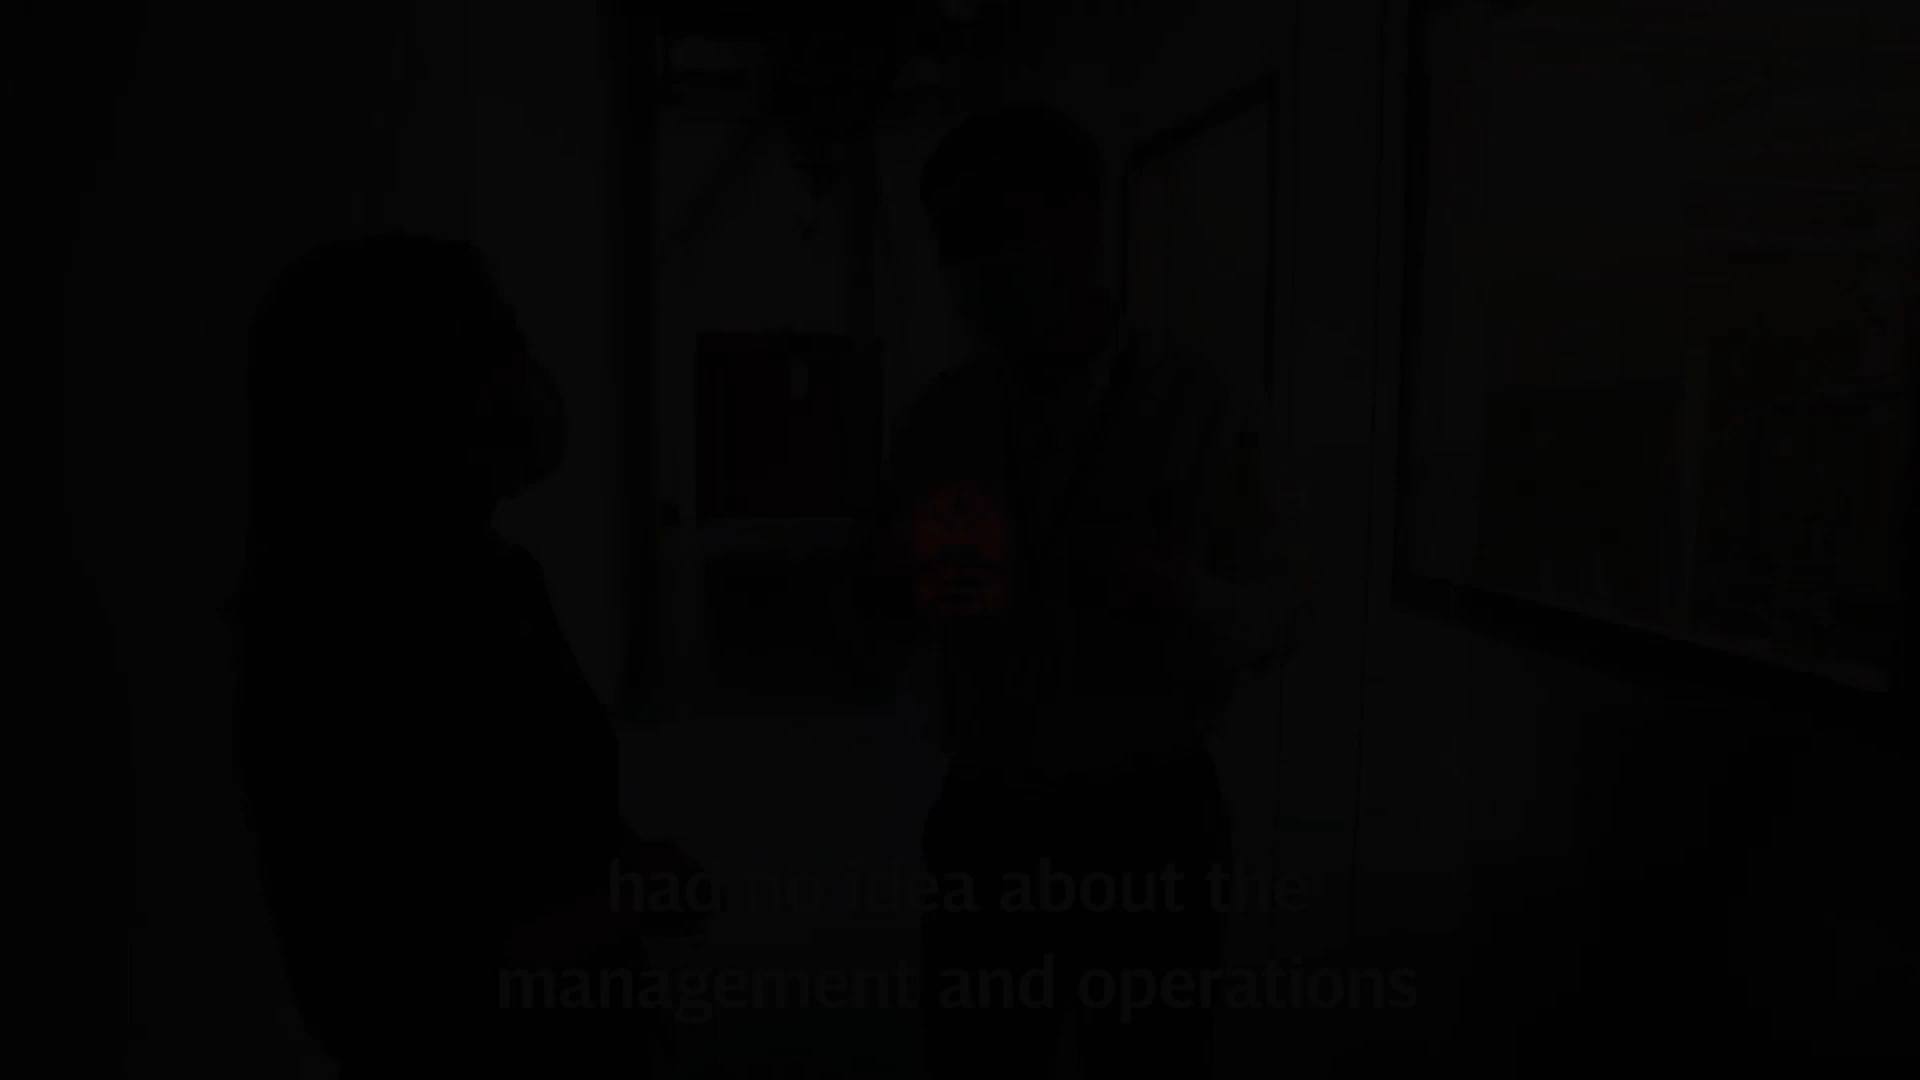 had no idea about the
management and operations